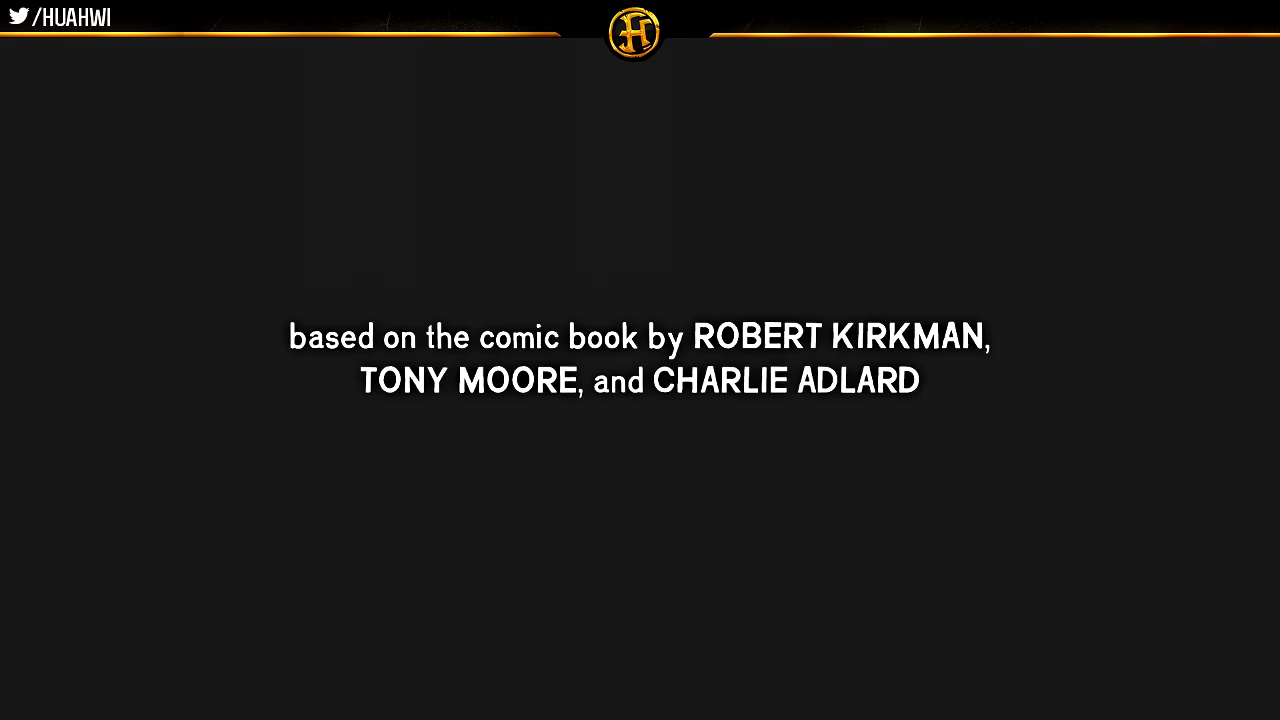 /HUAHWI
H
based on the comic book by ROBERT KIRKMAN,
TONY MOORE, and CHARLIE ADLARD